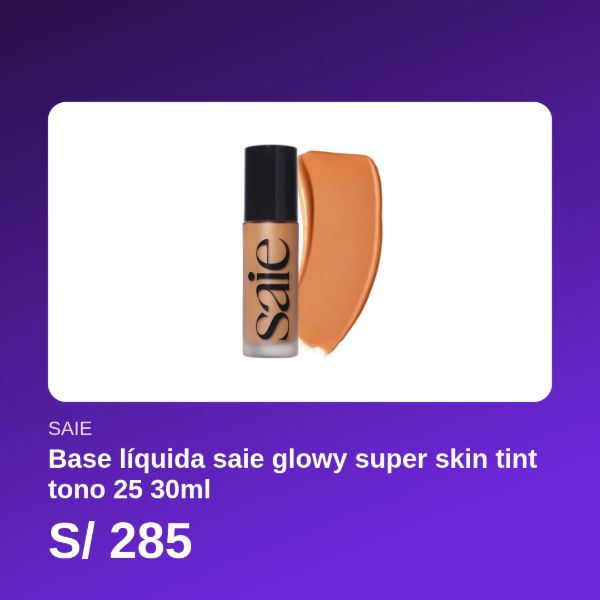 saie
SAIE
Base líquida saie glowy super skin tint
tono 25 30ml
S/ 285